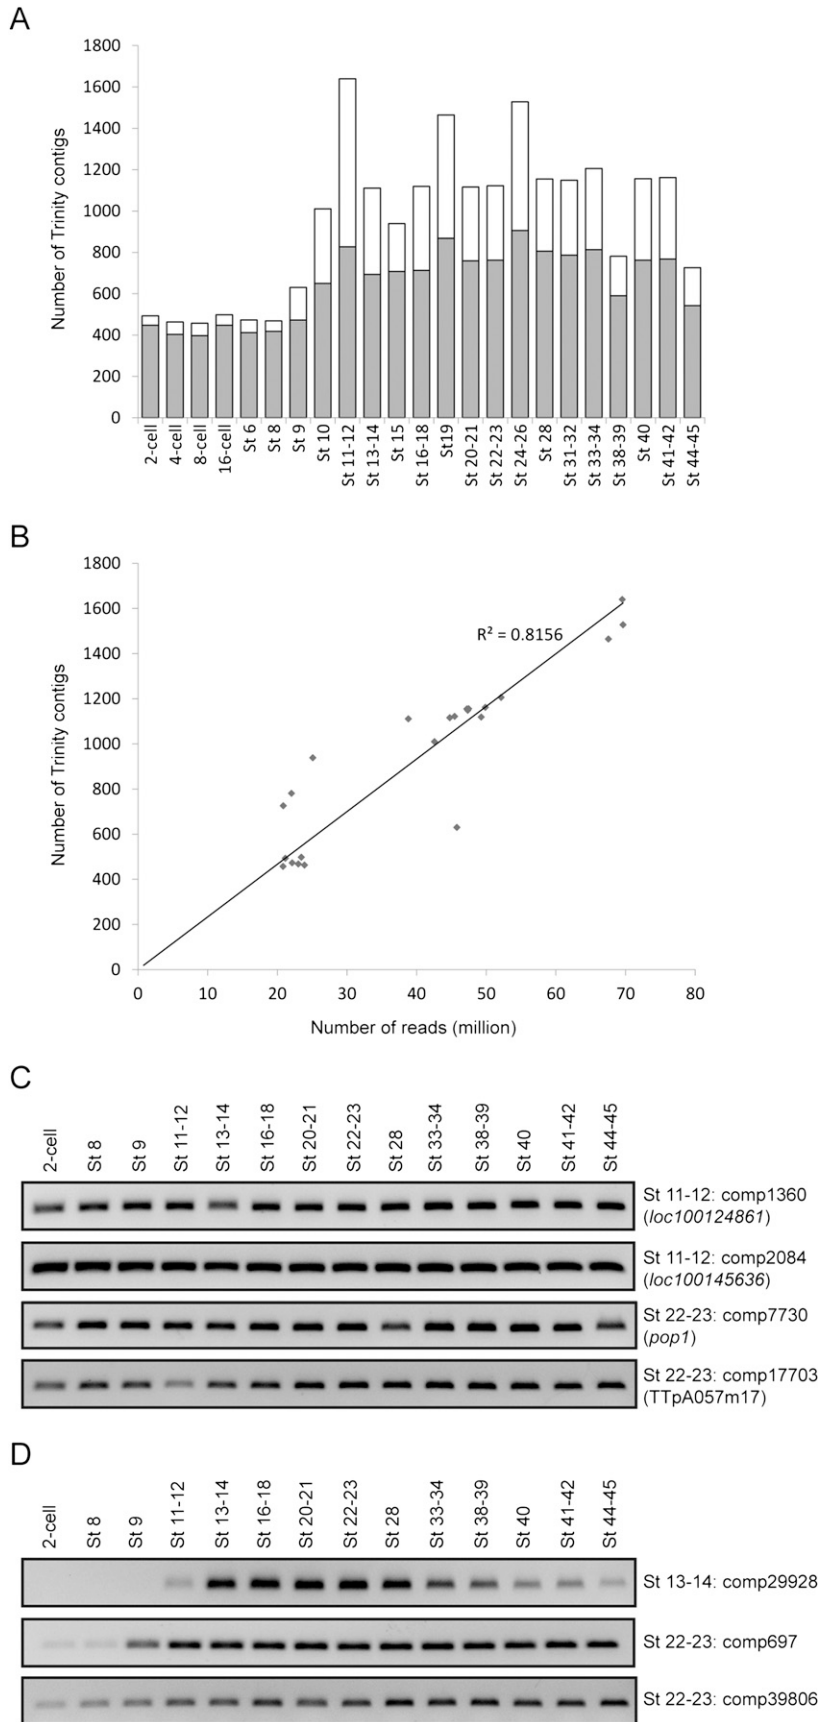 A
1800
1600
1400
1200
1000
800
600
400
200
0
Number of Trinity contigs
2-cell
4-cell
8-cell
16-cell
St 6
St 8
St 9
St 10
St 11-12
St 13-14
St 15
St 16-18
St19
St 20-21
St 22-23
St 24-26
St 28
St 31-32
St 33-34
St 38-39
St 40
St 41-42
St 44-45
B
1800
1600
1400
1200
1000
800
600
400
200
0
Number of Trinity contigs
R² = 0.8156
0 10 20 30 40 50 60 70 80
Number of reads (million)
C
2-cell
St 8
St 9
St 11-12
St 13-14
St 16-18
St 20-21
St 22-23
St 28
St 33-34
St 38-39
St 40
St 41-42
St 44-45
St 11-12: comp1360
(loc100124861)
St 11-12: comp2084
(loc100145636)
St 22-23: comp7730
(pop1)
St 22-23: comp17703
(TTpA057m17)
D
2-cell
St 8
St 9
St 11-12
St 13-14
St 16-18
St 20-21
St 22-23
St 28
St 33-34
St 38-39
St 40
St 41-42
St 44-45
St 13-14: comp29928
St 22-23: comp697
St 22-23: comp39806